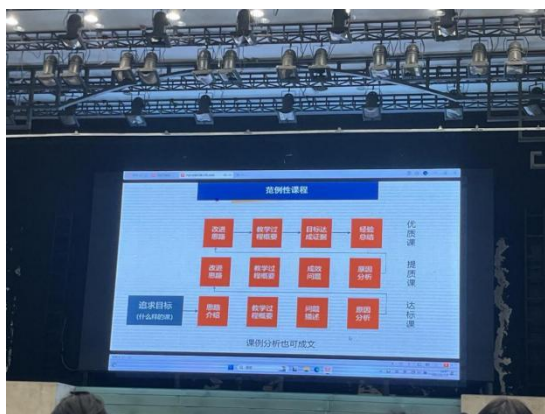 范例性课程
改进
思路
教学过
程概要
目标达
成证据
经验
总结
优质课
改进
思路
教学过
程概要
成效
问题
原因
分析
提质课
追求目标
(什么样的课)
思路
介绍
教学过
程概要
问题
描述
原因
分析
达标课
课例分析也可成文